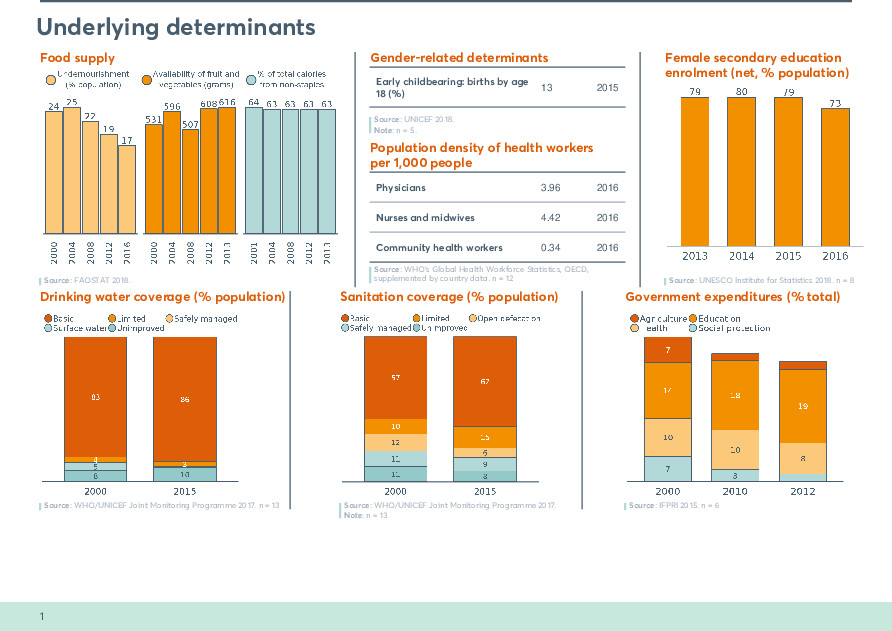 Underlying determinants
Food supply
Undernourishment (% population)
Availability of fruit and vegetables (grams)
% of total calories from non-staples
24 25 22 19 17
531 596 507 608 616
64 63 63 63 63
2000 2004 2008 2012 2016
2000 2004 2008 2012 2013
2001 2004 2008 2012 2013
Source: FAOSTAT 2018.
Gender-related determinants
Early childbearing: births by age
18 (%)
13 2015
Source: UNICEF 2018.
Note: n = 5.
Population density of health workers
per 1,000 people
Physicians 3.96 2016
Nurses and midwives 4.42 2016
Community health workers 0.34 2016
Source: WHO's Global Health Workforce Statistics, OECD,
supplemented by country data. n = 12
Female secondary education
enrolment (net, % population)
79 80 79 73
2013 2014 2015 2016
Source: UNESCO Institute for Statistics 2018. n = 8
Drinking water coverage (% population)
Basic Limited Safely managed
Surface water Unimproved
83 86
4 3
5
8 10
2000 2015
Source: WHO/UNICEF Joint Monitoring Programme 2017. n = 13
Sanitation coverage (% population)
Basic Limited Open defecation
Safely managed Unimproved
57 62
10 15
12 6
11 9
11 8
2000 2015
Source: WHO/UNICEF Joint Monitoring Programme 2017.
Note: n = 13
Government expenditures (% total)
Agriculture Education
Health Social protection
7
14 18 19
10 10 8
7 3
2000 2010 2012
Source: IFPRI 2015. n = 6
1